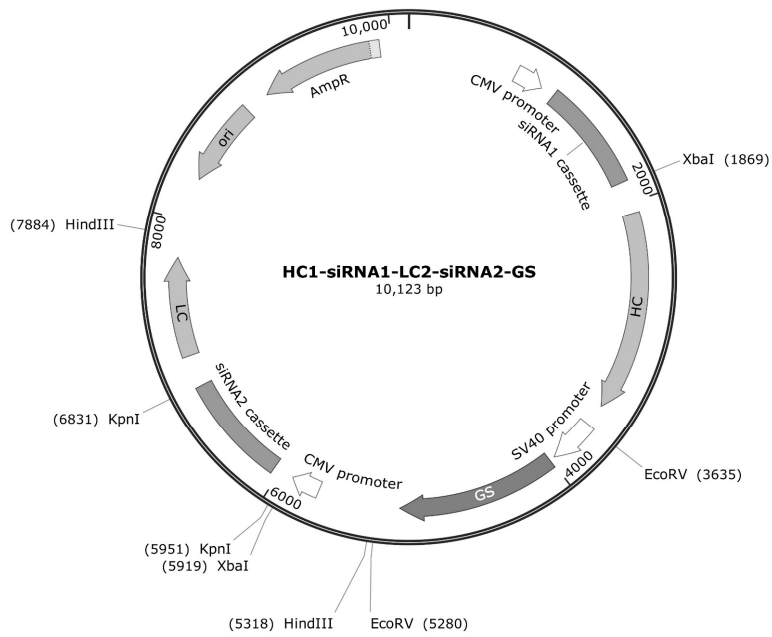 10,000
AmpR
CMV promoter
siRNA1 cassette
ori
XbaI (1869)
2000
(7884) HindIII
8000
HC1-siRNA1-LC2-siRNA2-GS
10,123 bp
HC
LC
siRNA2 cassette
(6831) KpnI
SV40 promoter
CMV promoter
EcoRV (3635)
4000
GS
6000
(5951) KpnI
(5919) XbaI
(5318) HindIII
EcoRV (5280)